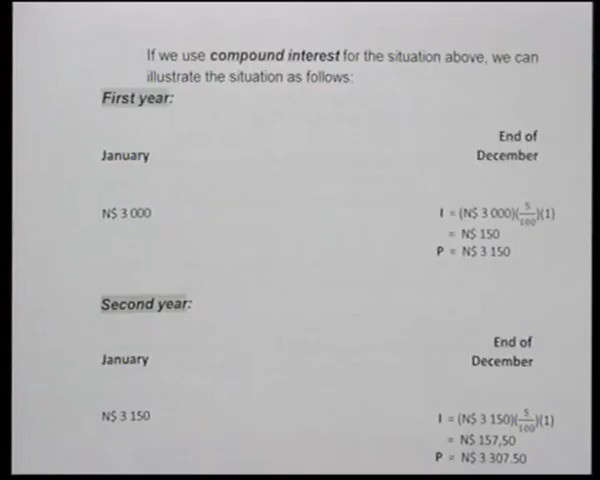 If we use compound interest for the situation above, we can
illustrate the situation as follows:
First year:
End of
January December
N$ 3 000 I = (N$ 3 000)(5/100)(1)
= N$ 150
P = N$ 3 150
Second year:
End of
January December
N$ 3 150 I = (N$ 3 150)(5/100)(1)
= N$ 157,50
P = N$ 3 307.50